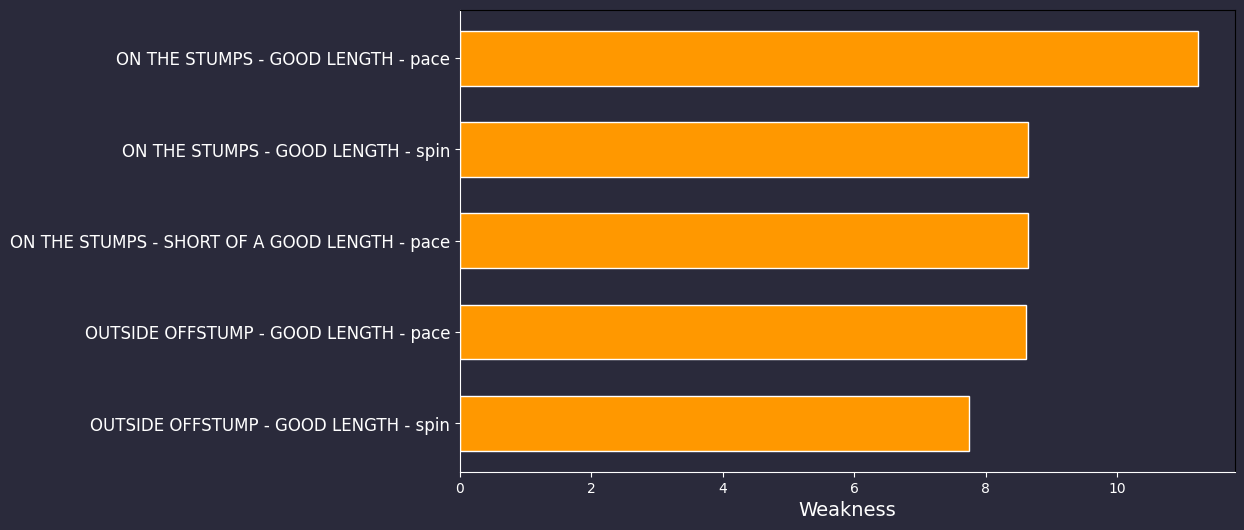 ON THE STUMPS - GOOD LENGTH - pace
ON THE STUMPS - GOOD LENGTH - spin
ON THE STUMPS - SHORT OF A GOOD LENGTH - pace
OUTSIDE OFFSTUMP - GOOD LENGTH - pace
OUTSIDE OFFSTUMP - GOOD LENGTH - spin
0 2 4 6 8 10
Weakness